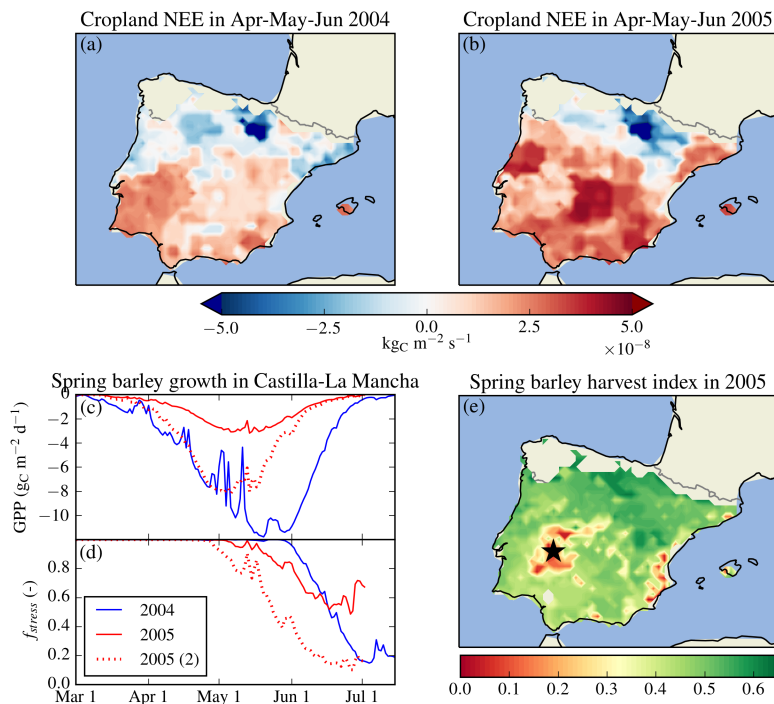 Cropland NEE in Apr-May-Jun 2004
Cropland NEE in Apr-May-Jun 2005
(a)
(b)
−5.0 −2.5 0.0 2.5 5.0
kg_C m⁻² s⁻¹
×10⁻⁸
Spring barley growth in Castilla-La Mancha
(c)
0
−2
−4
−6
−8
−10
GPP (g_C m⁻² d⁻¹)
(d)
0.8
0.6
0.4
0.2
0.0
f_stress (-)
2004
2005
2005 (2)
Mar 1 Apr 1 May 1 Jun 1 Jul 1
Spring barley harvest index in 2005
(e)
0.0 0.1 0.2 0.3 0.4 0.5 0.6